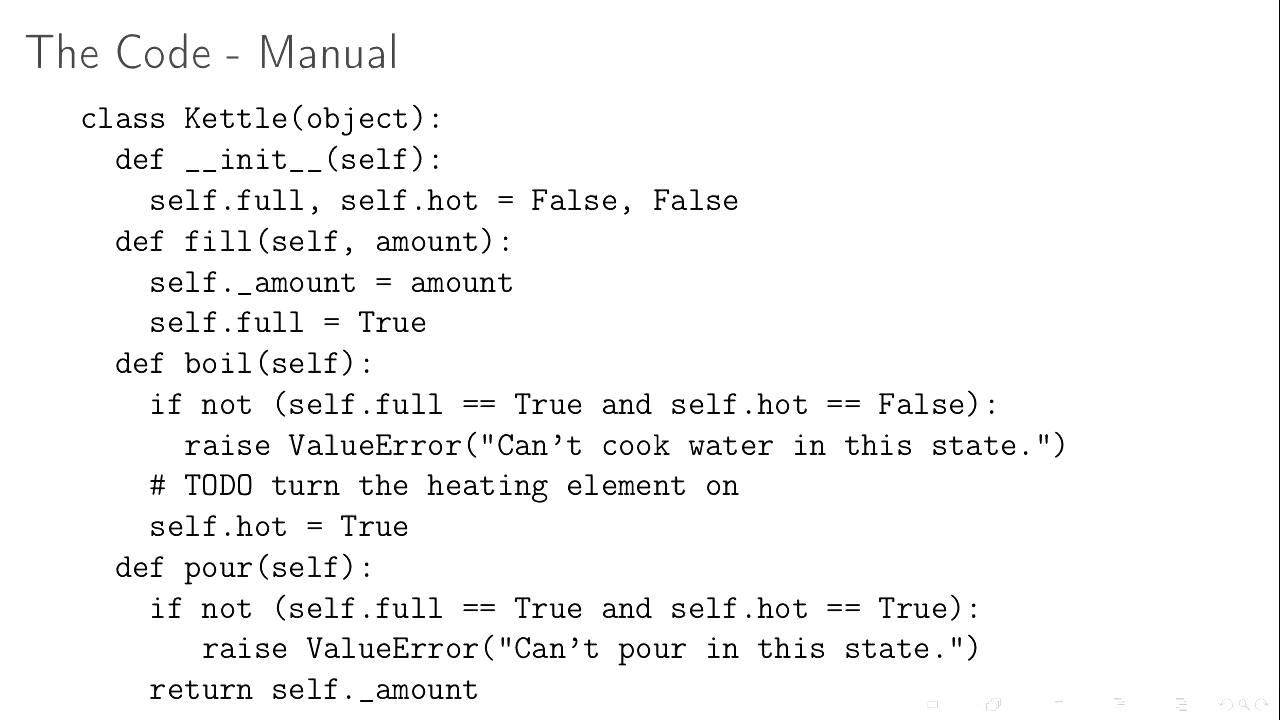 The Code - Manual
class Kettle(object):
  def __init__(self):
    self.full, self.hot = False, False
  def fill(self, amount):
    self._amount = amount
    self.full = True
  def boil(self):
    if not (self.full == True and self.hot == False):
      raise ValueError("Can't cook water in this state.")
    # TODO turn the heating element on
    self.hot = True
  def pour(self):
    if not (self.full == True and self.hot == True):
       raise ValueError("Can't pour in this state.")
    return self._amount